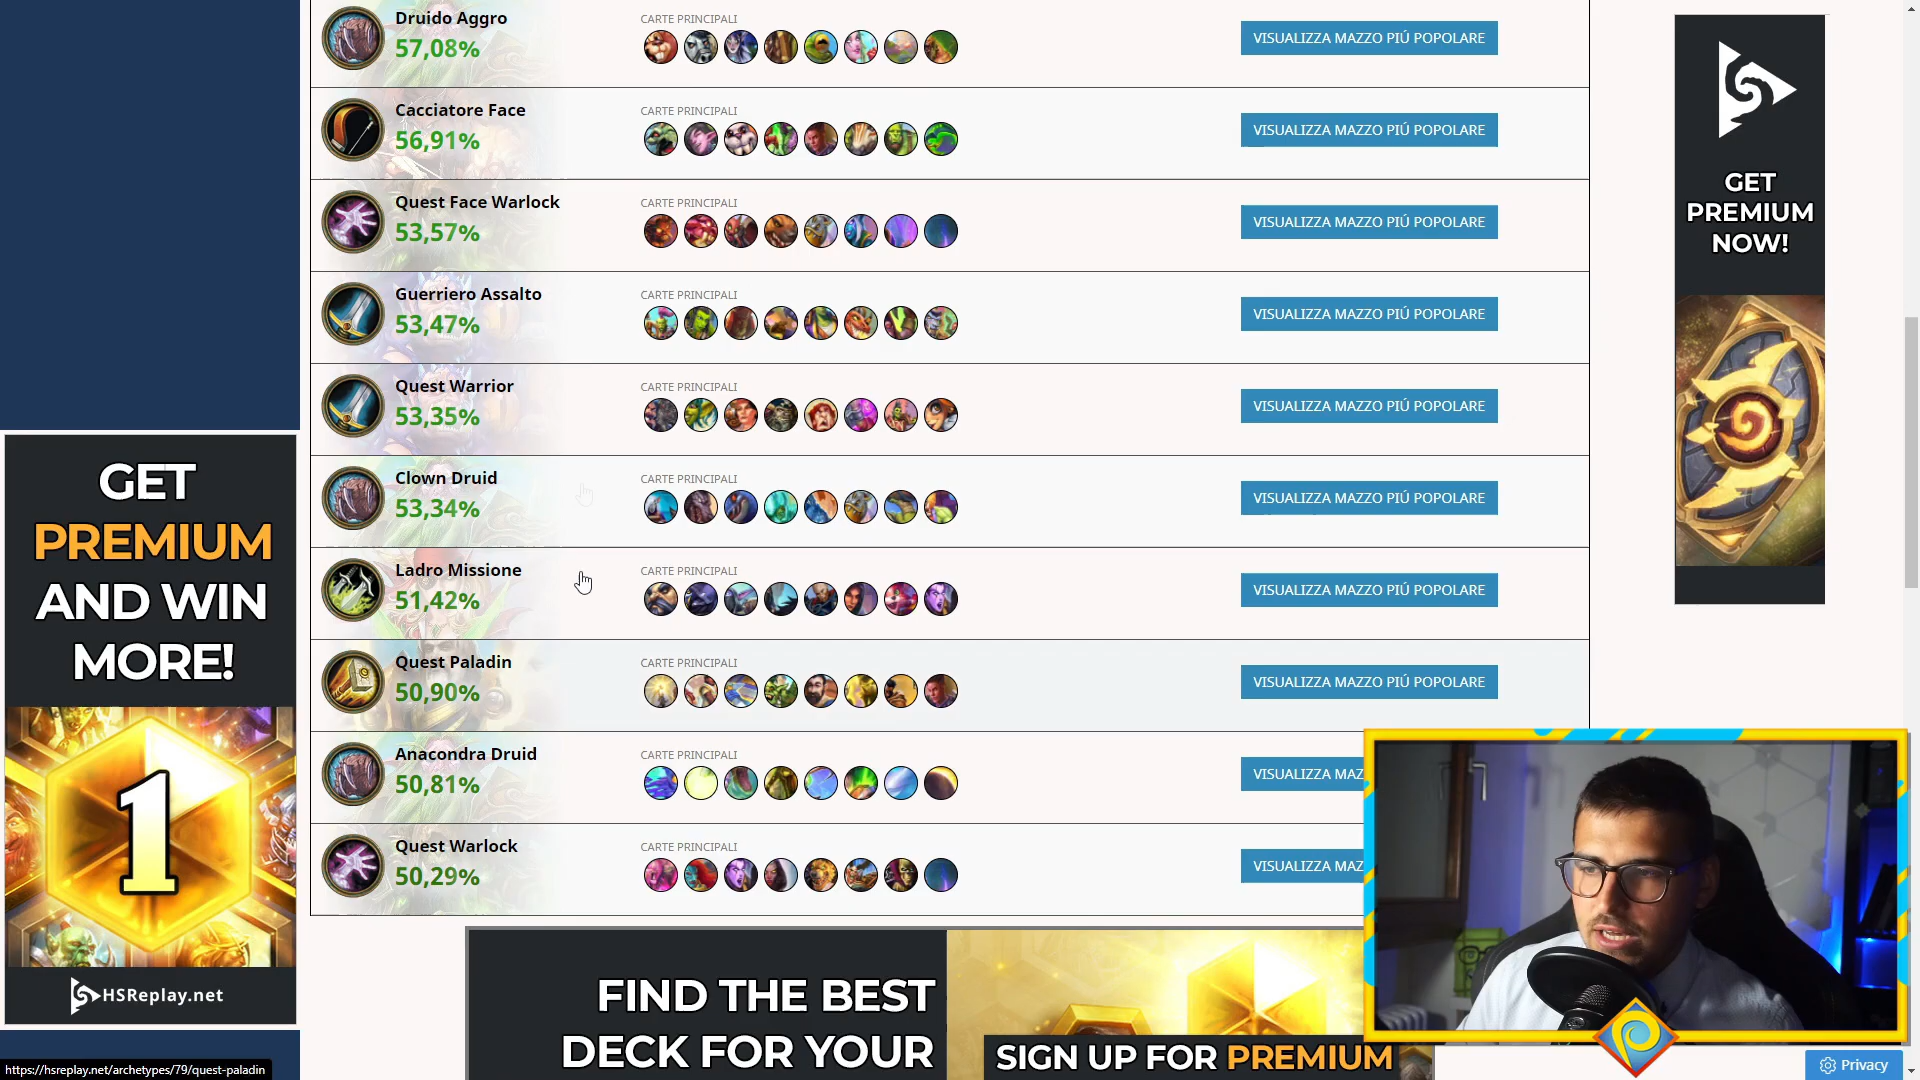 Druido Aggro
57,08%
CARTE PRINCIPALI
VISUALIZZA MAZZO PIÚ POPOLARE
Cacciatore Face
56,91%
CARTE PRINCIPALI
VISUALIZZA MAZZO PIÚ POPOLARE
Quest Face Warlock
53,57%
CARTE PRINCIPALI
VISUALIZZA MAZZO PIÚ POPOLARE
Guerriero Assalto
53,47%
CARTE PRINCIPALI
VISUALIZZA MAZZO PIÚ POPOLARE
Quest Warrior
53,35%
CARTE PRINCIPALI
VISUALIZZA MAZZO PIÚ POPOLARE
Clown Druid
53,34%
CARTE PRINCIPALI
VISUALIZZA MAZZO PIÚ POPOLARE
Ladro Missione
51,42%
CARTE PRINCIPALI
VISUALIZZA MAZZO PIÚ POPOLARE
Quest Paladin
50,90%
CARTE PRINCIPALI
VISUALIZZA MAZZO PIÚ POPOLARE
Anacondra Druid
50,81%
CARTE PRINCIPALI
VISUALIZZA MAZ
Quest Warlock
50,29%
CARTE PRINCIPALI
VISUALIZZA MAZ
GET
PREMIUM
NOW!
GET
PREMIUM
AND WIN
MORE!
1
HSReplay.net
FIND THE BEST
DECK FOR YOUR
SIGN UP FOR PREMIUM
https://hsreplay.net/archetypes/79/quest-paladin
Privacy